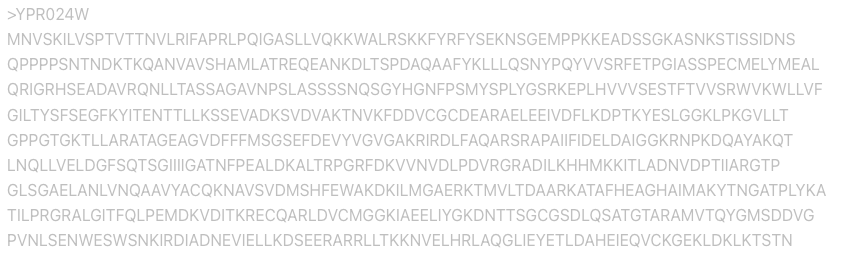 >YPR024W
MNVSKILVSPTVTTNVLRIFAPRLPQIGASLLVQKKWALRSKKFYRFYSEKNSGEMPPKKEADSSGKASNKSTISSIDNS
QPPPPSNTNDKTKQANVAVSHAMLATREQEANKDLTSPDAQAAFYKLLLQSNYPQYVVSRFETPGIASSPECMELYMEAL
QRIGRHSEADAVRQNLLTASSAGAVNPSLASSSSNQSGYHGNFPSMYSPLYGSRKEPLHVVVSESTFTVVSRWVKWLLVF
GILTYSFSEGFKYITENTTLLKSSEVADKSVDVAKTNVKFDDVCGCDEARAELEEIVDFLKDPTKYESLGGKLPKGVLLT
GPPGTGKTLLARATAGEAGVDFFFMSGSEFDEVYVGVGAKRIRDLFAQARSRAPAIIFIDELDAIGGKRNPKDQAYAKQT
LNQLLVELDGFSQTSGIIIIGATNFPEALDKALTRPGRFDKVVNVDLPDVRGRADILKHHMKKITLADNVDPTIIARGTP
GLSGAELANLVNQAAVYACQKNAVSVDMSHFEWAKDKILMGAERKTMVLTDAARKATAFHEAGHAIMAKYTNGATPLYKA
TILPRGRALGITFQLPEMDKVDITKRECQARLDVCMGGKIAEELIYGKDNTTSGCGSDLQSATGTARAMVTQYGMSDDVG
PVNLSENWESWSNKIRDIADNEVIELLKDSEERARRLLTKKNVELHRLAQGLIEYETLDAHEIEQVCKGEKLDKLKTSTN